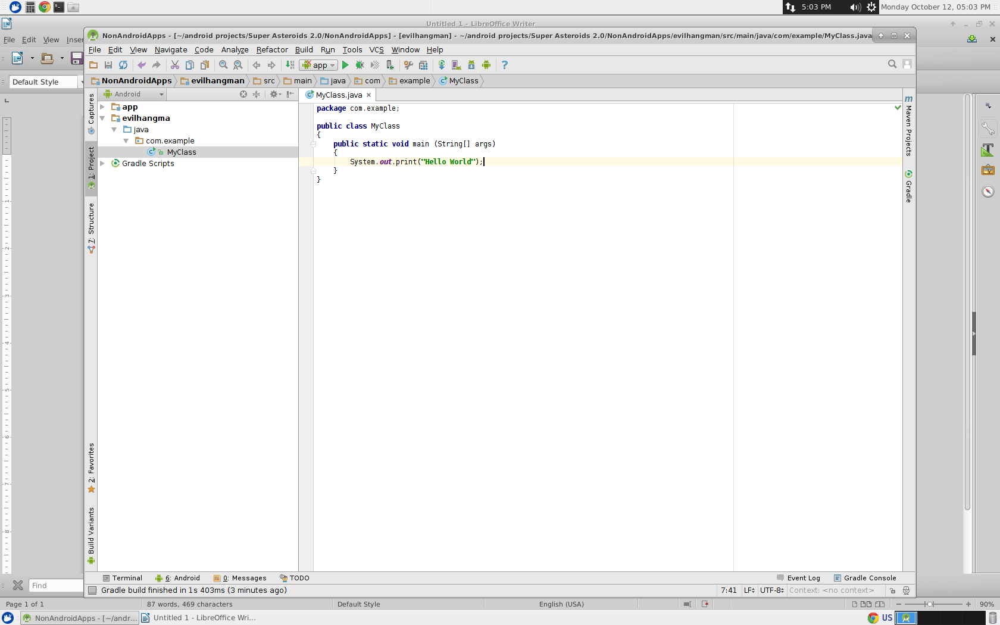 5:03 PM
Monday October 12, 05:03 PM
Untitled 1 - LibreOffice Writer
File Edit View Inser
Default Style
NonAndroidApps - [~/android projects/Super Asteroids 2.0/NonAndroidApps] - [evilhangman] - ~/android projects/Super Asteroids 2.0/NonAndroidApps/evilhangman/src/main/java/com/example/MyClass.java
File Edit View Navigate Code Analyze Refactor Build Run Tools VCS Window Help
app
NonAndroidApps evilhangman src main java com example MyClass
Captures
1: Project
7: Structure
2: Favorites
Build Variants
Android
app
evilhangma
java
com.example
MyClass
Gradle Scripts
MyClass.java
package com.example;
public class MyClass
{
public static void main (String[] args)
{
System.out.print("Hello World");
}
}
Maven Projects
Gradle
1
2
3
4
5
6
7
8
Terminal 6: Android 0: Messages TODO Event Log Gradle Console
Gradle build finished in 1s 403ms (3 minutes ago) 7:41 LF UTF-8 Context: <no context>
Find
Page 1 of 1 87 words, 469 characters Default Style English (USA) 90%
NonAndroidApps - [~/andr... Untitled 1 - LibreOffice Wri... US